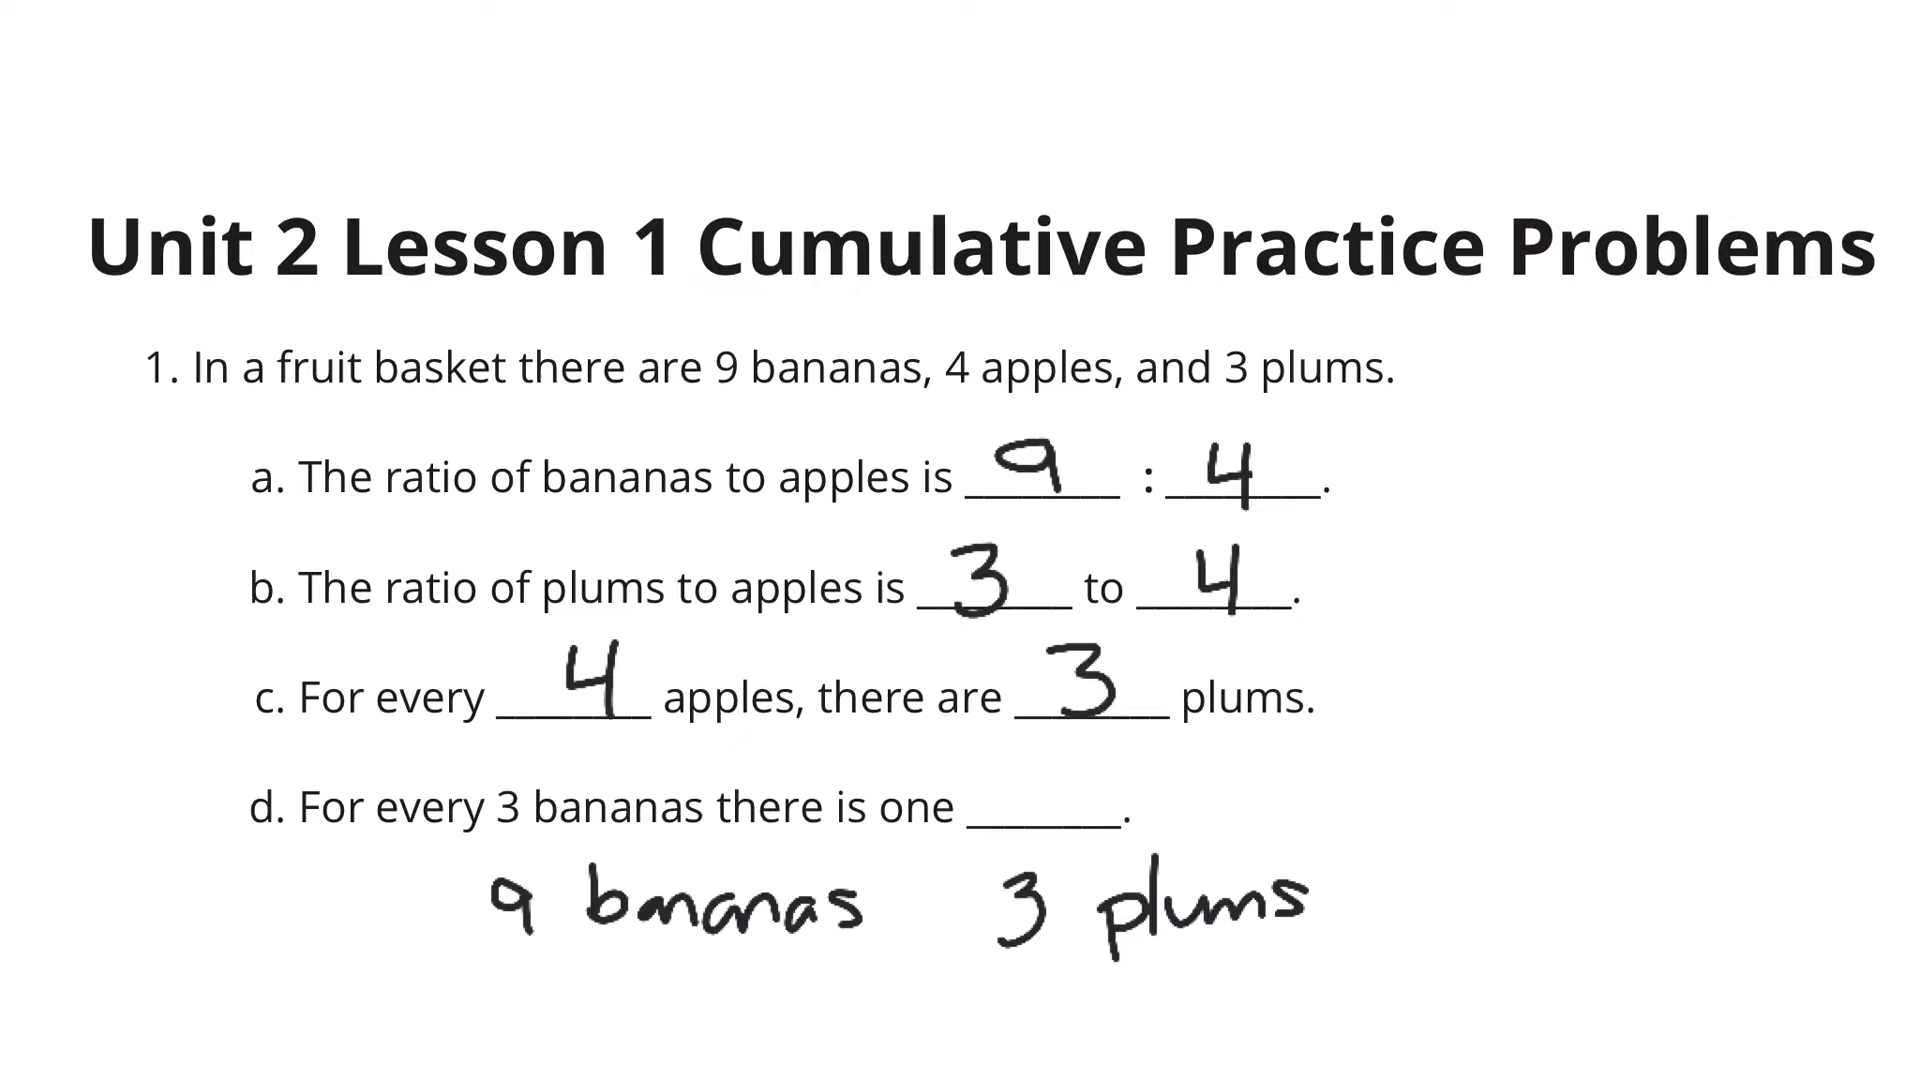 Unit 2 Lesson 1 Cumulative Practice Problems
1. In a fruit basket there are 9 bananas, 4 apples, and 3 plums.
a. The ratio of bananas to apples is 9 : 4.
b. The ratio of plums to apples is 3 to 4.
c. For every 4 apples, there are 3 plums.
d. For every 3 bananas there is one ________.
9 bananas 3 plums